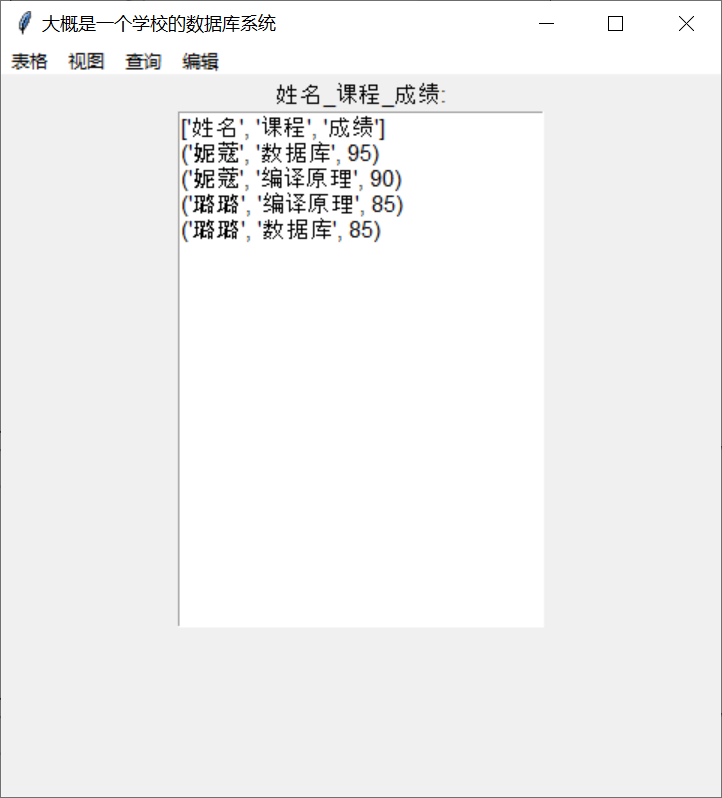 大概是一个学校的数据库系统
表格 视图 查询 编辑
姓名_课程_成绩:
['姓名', '课程', '成绩']
('妮蔻', '数据库', 95)
('妮蔻', '编译原理', 90)
('璐璐', '编译原理', 85)
('璐璐', '数据库', 85)